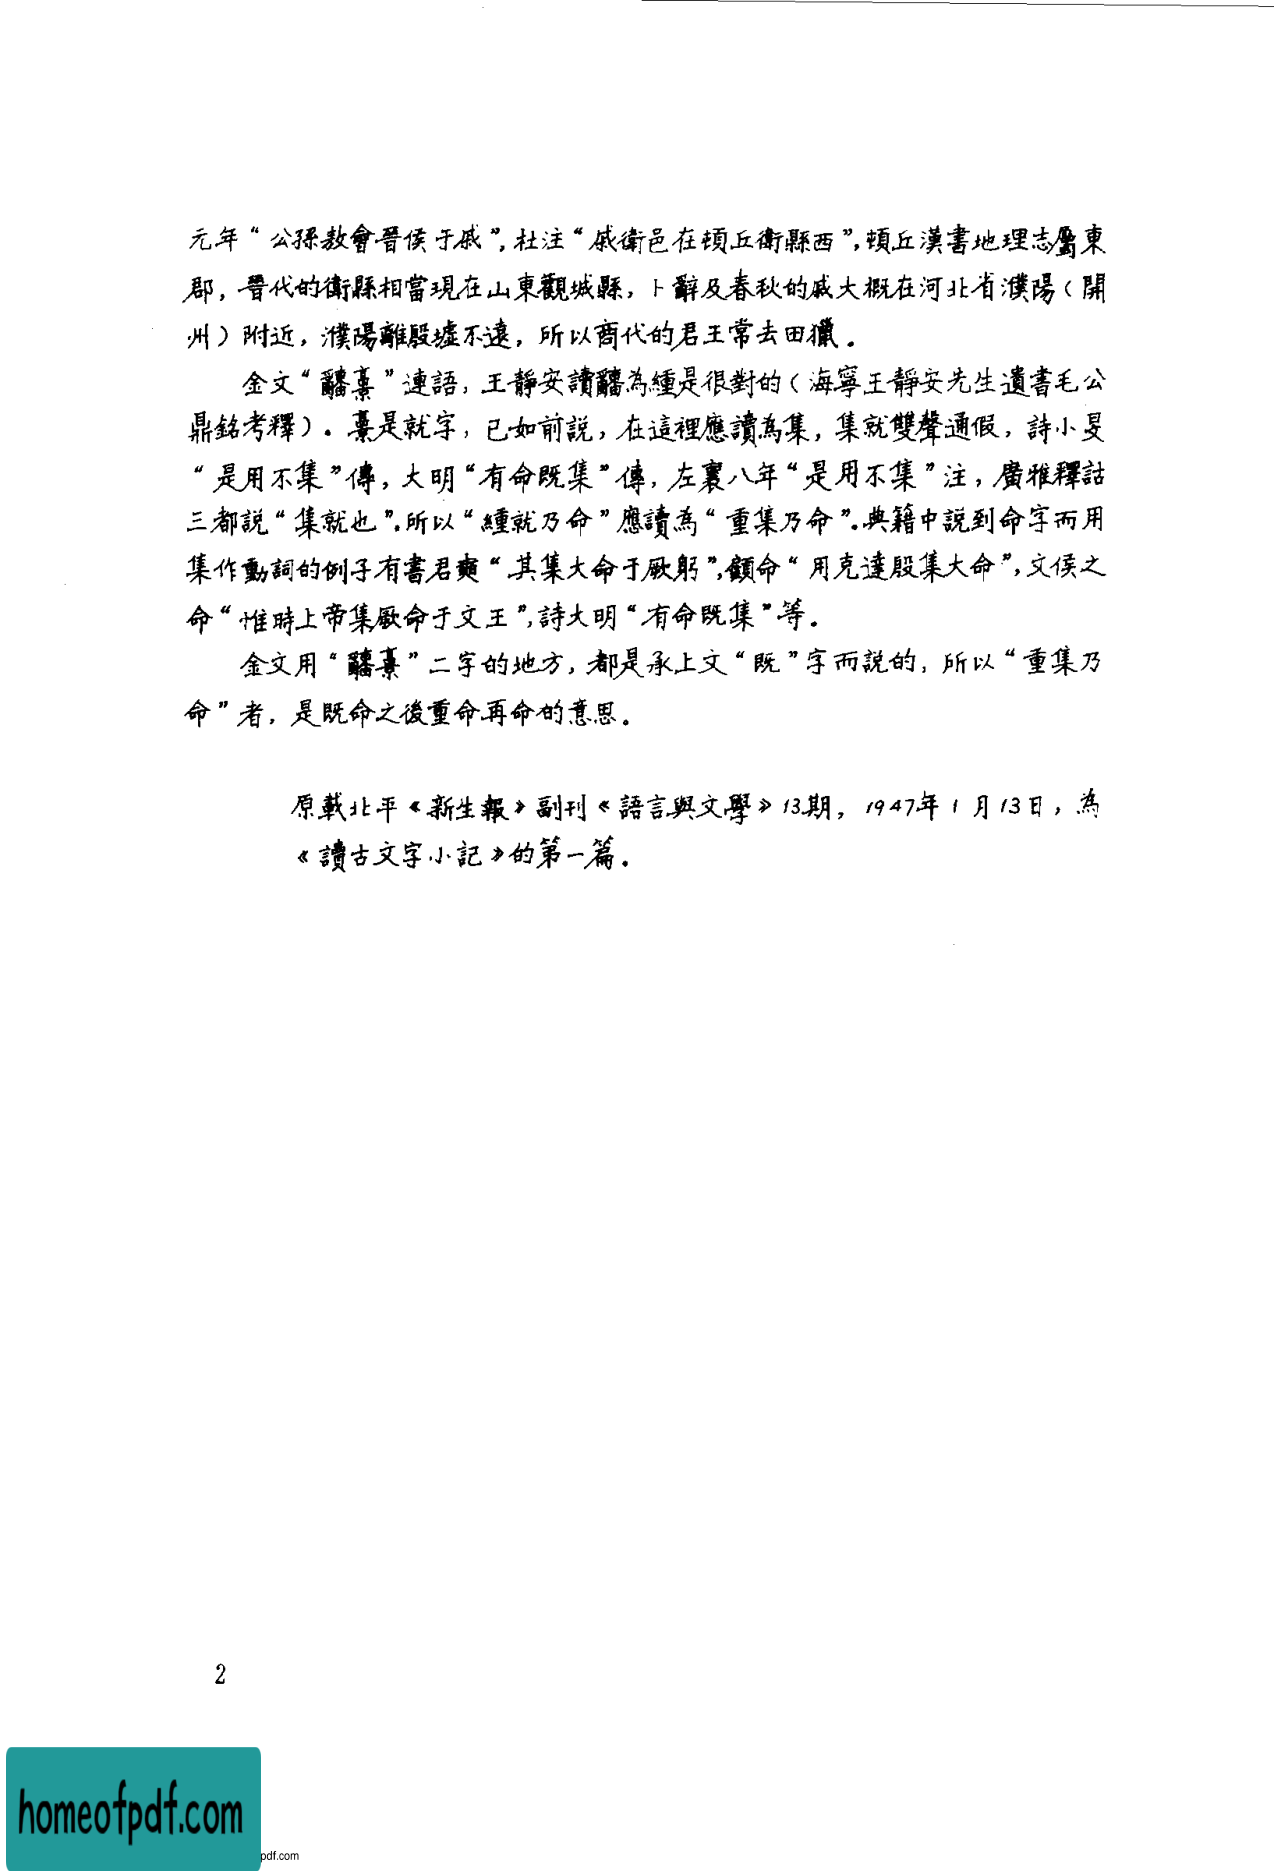 元年“公孫敖會晉侯于戚”，杜注“戚衛邑在頓丘衛縣西”，頓丘漢書地理志屬東
郡，晉代的衛縣相當現在山東觀城縣，卜辭及春秋的戚大概在河北省濮陽（開
州）附近，濮陽離殷墟不遠，所以商代的君王常去田獵。
金文“𤔲𩫏”連語，王靜安讀為緟是很對的（海寧王靜安先生遺書毛公
鼎銘考釋）。是就字，已如前説，在這裡應讀為集，集就雙聲通假，詩小旻
“是用不集”傳，大明“有命既集”傳，左襄八年“是用不集”注，廣雅釋詁
三都説“集就也”。所以“緟就乃命”應讀為“重集乃命”。典籍中説到命字而用
集作動詞的例子有書君奭“其集大命于厥躬”，顧命“用克達殷集大命”，文侯之
命“惟時上帝集厥命于文王”，詩大明“有命既集”等。
金文用“”二字的地方，都是承上文“既”字而説的，所以“重集乃
命”者，是既命之後重命再命的意思。
原載北平《新生報》副刊《語言與文學》13期，1947年1月13日，為
《讀古文字小記》的第一篇。
2
homeofpdf.com
pdf.com